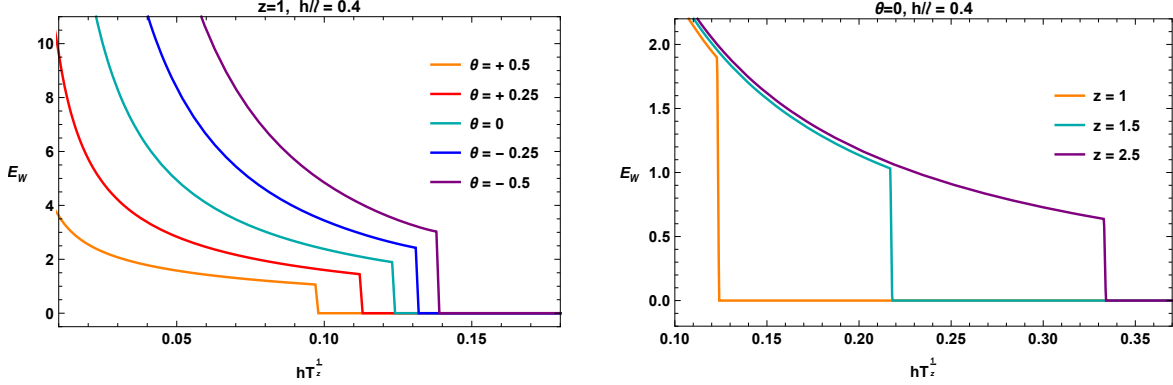 z=1, h/l = 0.4
E_W
10
8
6
4
2
0
θ = + 0.5
θ = + 0.25
θ = 0
θ = − 0.25
θ = − 0.5
0.05
0.10
0.15
hT^{1/z}
θ=0, h/l = 0.4
E_W
2.0
1.5
1.0
0.5
0.0
z = 1
z = 1.5
z = 2.5
0.10
0.15
0.20
0.25
0.30
0.35
hT^{1/z}